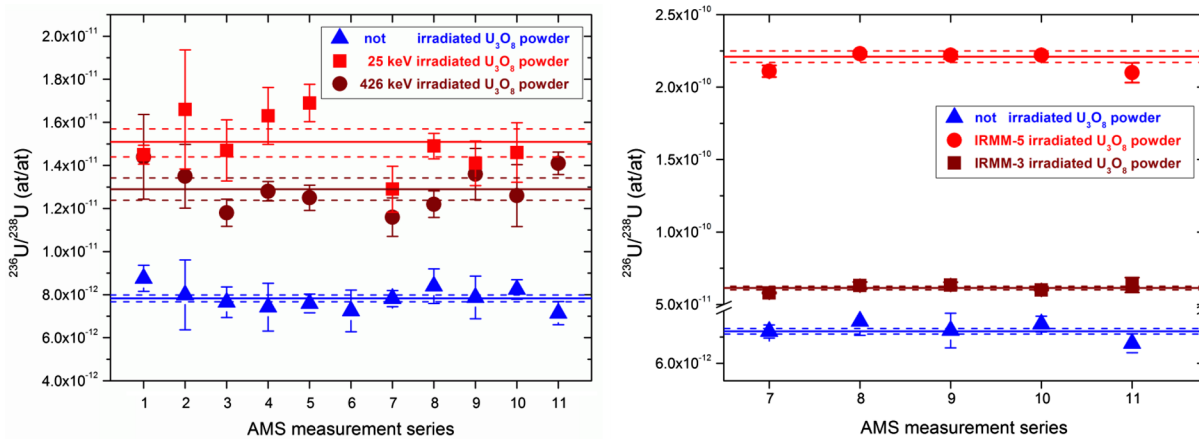 2.0x10⁻¹¹
1.8x10⁻¹¹
1.6x10⁻¹¹
1.4x10⁻¹¹
1.2x10⁻¹¹
1.0x10⁻¹¹
8.0x10⁻¹²
6.0x10⁻¹²
4.0x10⁻¹²
²³⁶U/²³⁸U (at/at)
not irradiated U₃O₈ powder
25 keV irradiated U₃O₈ powder
426 keV irradiated U₃O₈ powder
1 2 3 4 5 6 7 8 9 10 11
AMS measurement series
2.5x10⁻¹⁰
2.0x10⁻¹⁰
1.5x10⁻¹⁰
1.0x10⁻¹⁰
5.0x10⁻¹¹
6.0x10⁻¹²
²³⁶U/²³⁸U (at/at)
not irradiated U₃O₈ powder
IRMM-5 irradiated U₃O₈ powder
IRMM-3 irradiated U₃O₈ powder
7 8 9 10 11
AMS measurement series